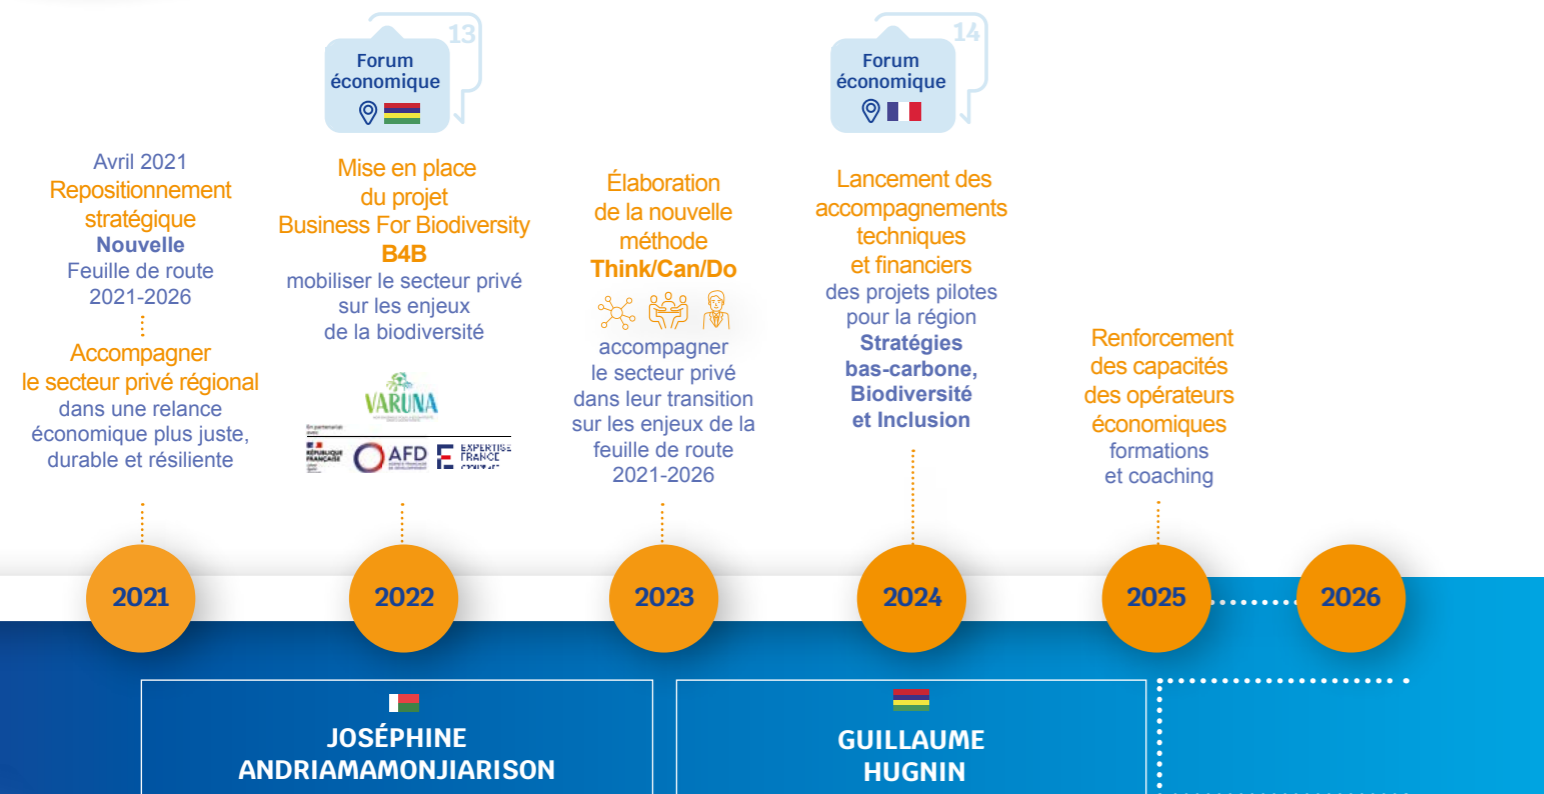 13
Forum
économique
14
Forum
économique
Avril 2021
Repositionnement
stratégique
Nouvelle
Feuille de route
2021-2026
Accompagner
le secteur privé régional
dans une relance
économique plus juste,
durable et résiliente
Mise en place
du projet
Business For Biodiversity
B4B
mobiliser le secteur privé
sur les enjeux
de la biodiversité
VARUNA
En partenariat
avec
RÉPUBLIQUE
FRANÇAISE
AFD
EXPERTISE
FRANCE
Élaboration
de la nouvelle
méthode
Think/Can/Do
accompagner
le secteur privé
dans leur transition
sur les enjeux de la
feuille de route
2021-2026
Lancement des
accompagnements
techniques
et financiers
des projets pilotes
pour la région
Stratégies
bas-carbone,
Biodiversité
et Inclusion
Renforcement
des capacités
des opérateurs
économiques
formations
et coaching
2021
2022
2023
2024
2025
2026
JOSÉPHINE
ANDRIAMAMONJIARISON
GUILLAUME
HUGNIN